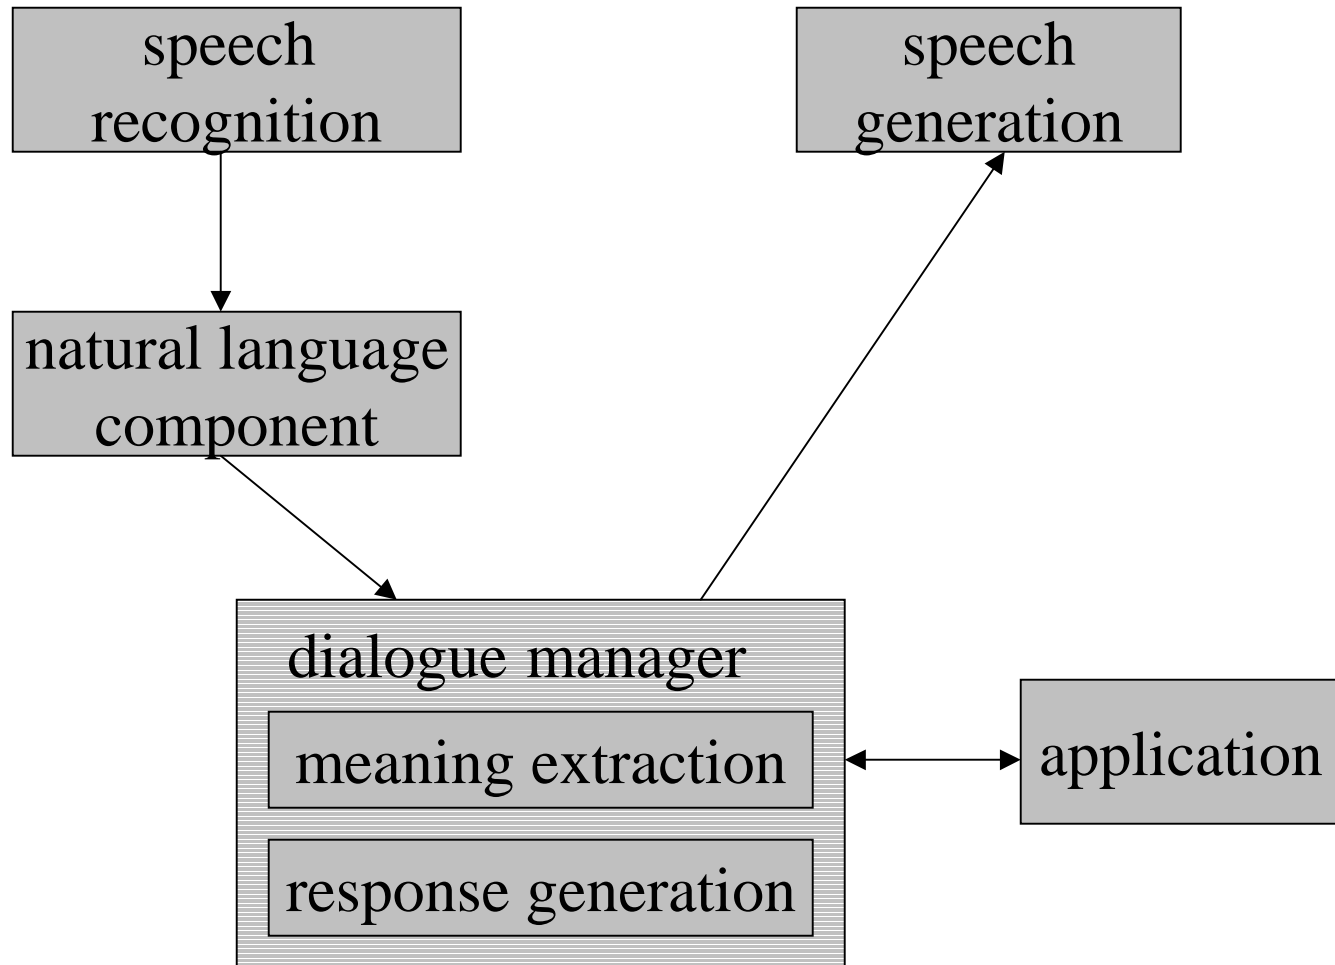 speech
recognition
speech
generation
natural language
component
dialogue manager
meaning extraction
application
response generation